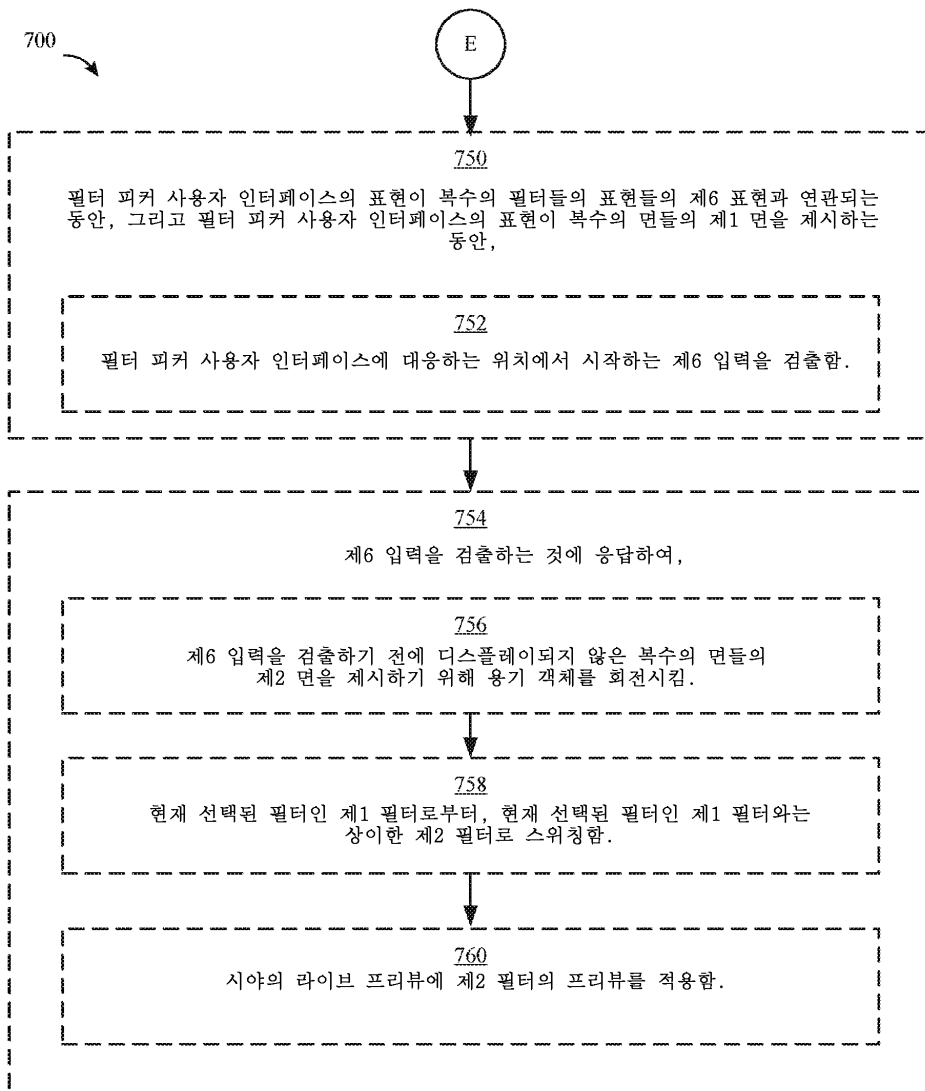 700
E
750
필터 피커 사용자 인터페이스의 표현이 복수의 필터들의 표현들의 제6 표현과 연관되는
동안, 그리고 필터 피커 사용자 인터페이스의 표현이 복수의 면들의 제1 면을 제시하는
동안,
752
필터 피커 사용자 인터페이스에 대응하는 위치에서 시작하는 제6 입력을 검출함.
754
제6 입력을 검출하는 것에 응답하여,
756
제6 입력을 검출하기 전에 디스플레이되지 않은 복수의 면들의
제2 면을 제시하기 위해 용기 객체를 회전시킴.
758
현재 선택된 필터인 제1 필터로부터, 현재 선택된 필터인 제1 필터와는
상이한 제2 필터로 스위칭함.
760
시야의 라이브 프리뷰에 제2 필터의 프리뷰를 적용함.